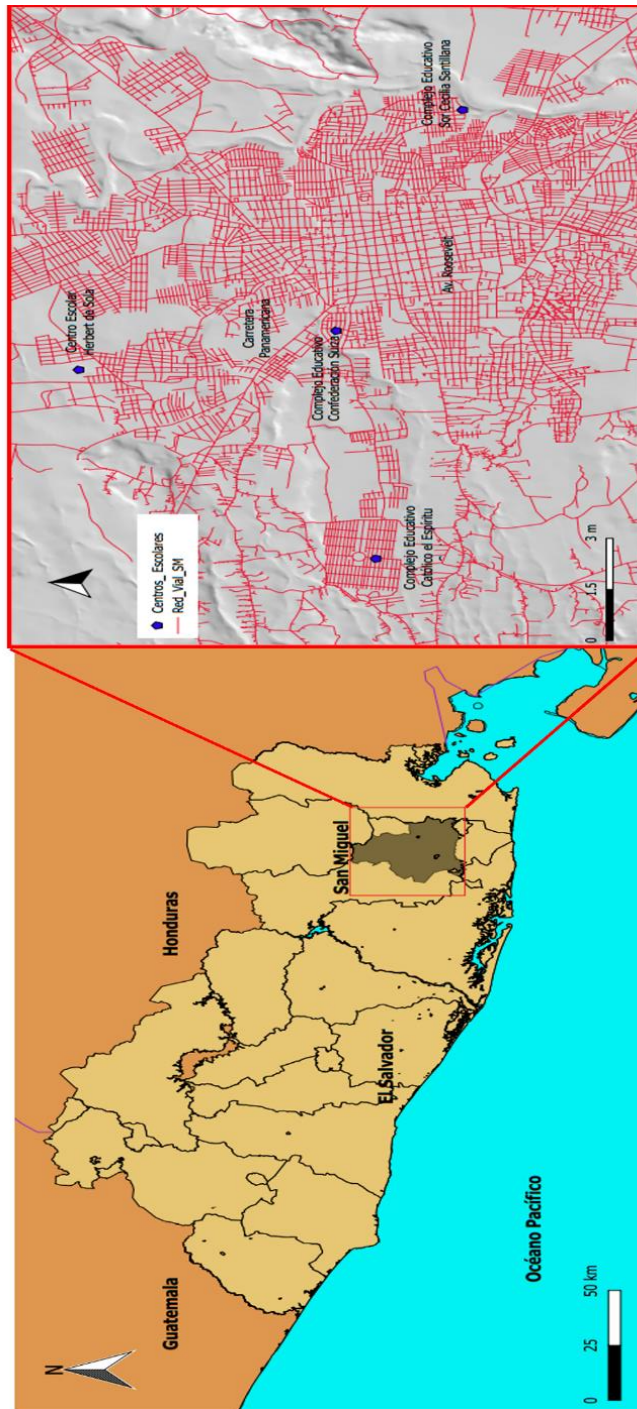 N
Guatemala
Honduras
San Miguel
El Salvador
Océano Pacífico
0 25 50 km
Centros_Escolares
Red_Vial_SM
Centro Escolar
Herbert de Sola
Carretera
Panamericana
Complejo Educativo
Confederación Suiza
Complejo Educativo
Católico el Espíritu
Av. Roosevelt
Complejo Educativo
Sor Cecilia Santillana
0 1.5 3 m